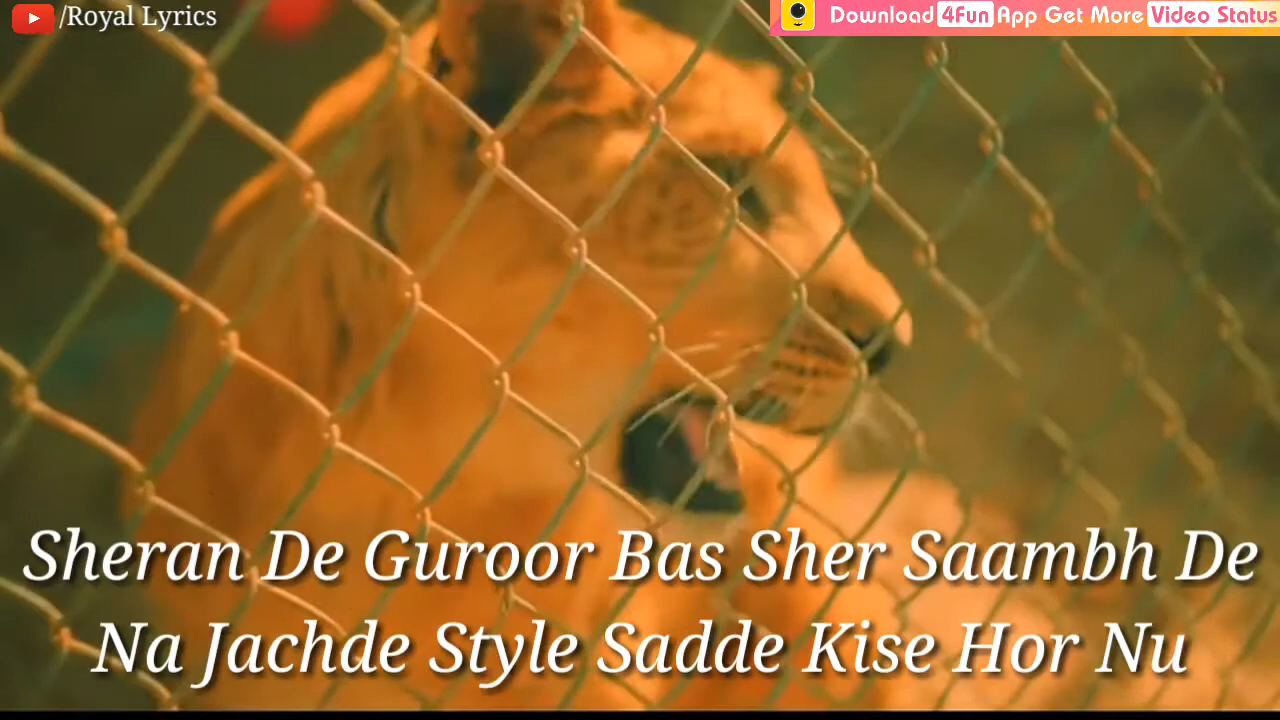 /Royal Lyrics
Download 4Fun App Get More Video Status
Sheran De Guroor Bas Sher Saambh De
Na Jachde Style Sadde Kise Hor Nu